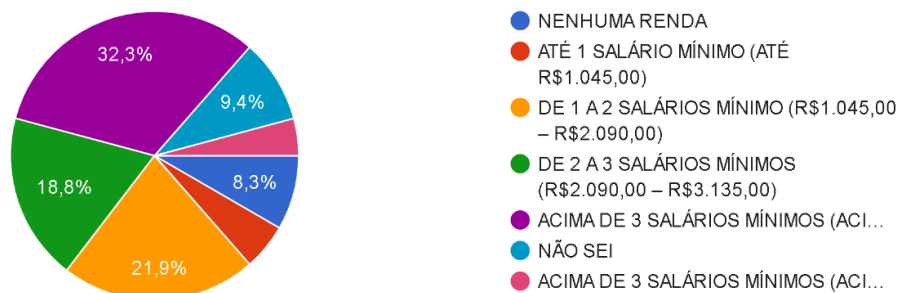 32,3%
9,4%
8,3%
18,8%
21,9%
NENHUMA RENDA
ATÉ 1 SALÁRIO MÍNIMO (ATÉ
R$1.045,00)
DE 1 A 2 SALÁRIOS MÍNIMO (R$1.045,00
– R$2.090,00)
DE 2 A 3 SALÁRIOS MÍNIMOS
(R$2.090,00 – R$3.135,00)
ACIMA DE 3 SALÁRIOS MÍNIMOS (ACI...
NÃO SEI
ACIMA DE 3 SALÁRIOS MÍNIMOS (ACI...